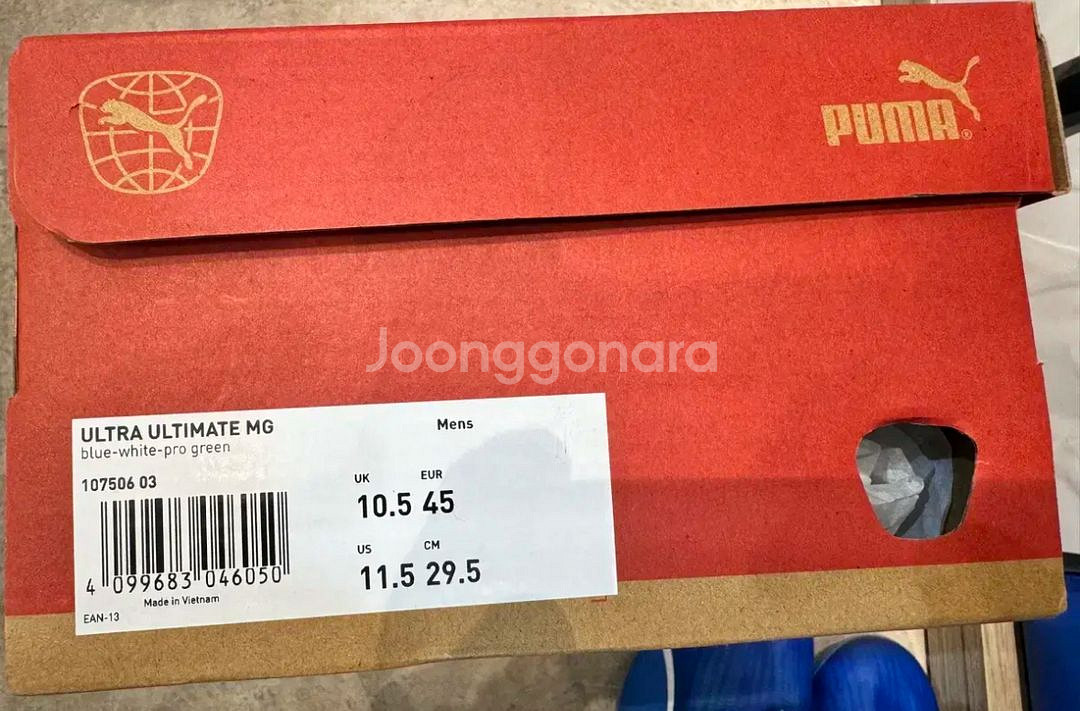 PUMA®
Joonggonara
ULTRA ULTIMATE MG
Mens
blue-white-pro green
107506 03
UK EUR
10.5 45
US CM
11.5 29.5
4 099683 046050
Made in Vietnam
EAN-13